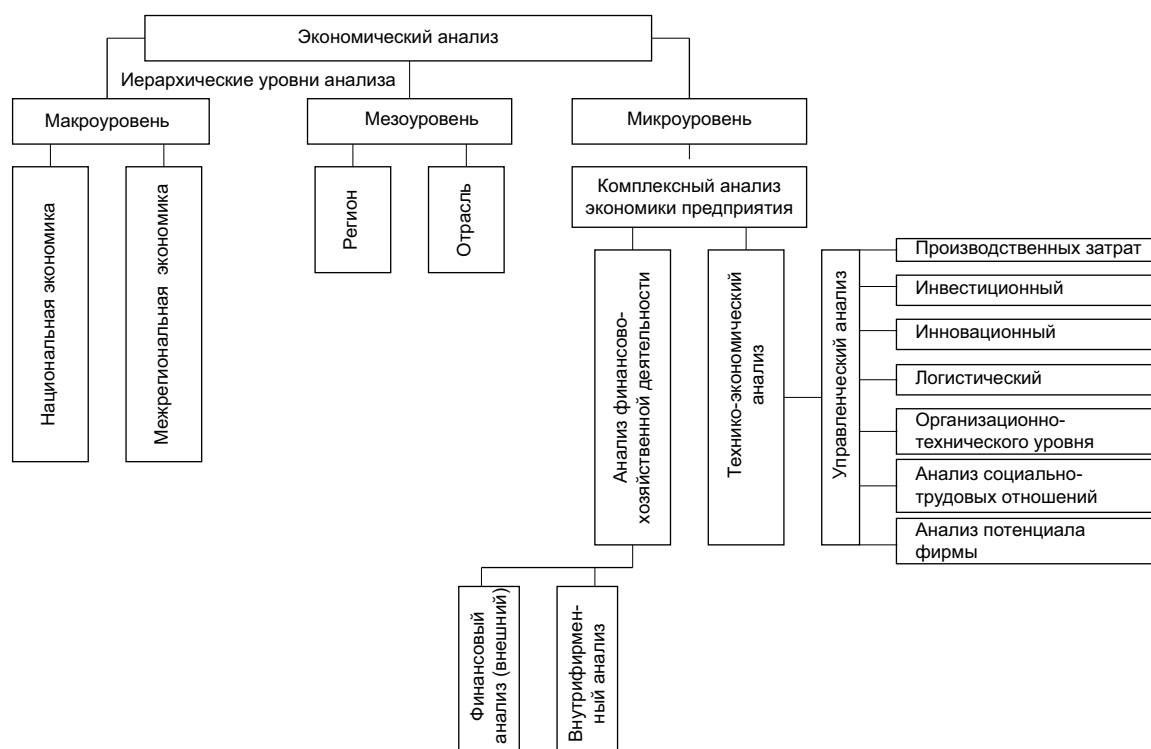 Экономический анализ
Иерархические уровни анализа
Макроуровень
Мезоуровень
Микроуровень
Национальная экономика
Межрегиональная экономика
Регион
Отрасль
Комплексный анализ
экономики предприятия
Анализ финансово-
хозяйственной деятельности
Технико-экономический
анализ
Управленческий анализ
Производственных затрат
Инвестиционный
Инновационный
Логистический
Организационно-
технического уровня
Анализ социально-
трудовых отношений
Анализ потенциала
фирмы
Финансовый
анализ (внешний)
Внутрифирмен-
ный анализ